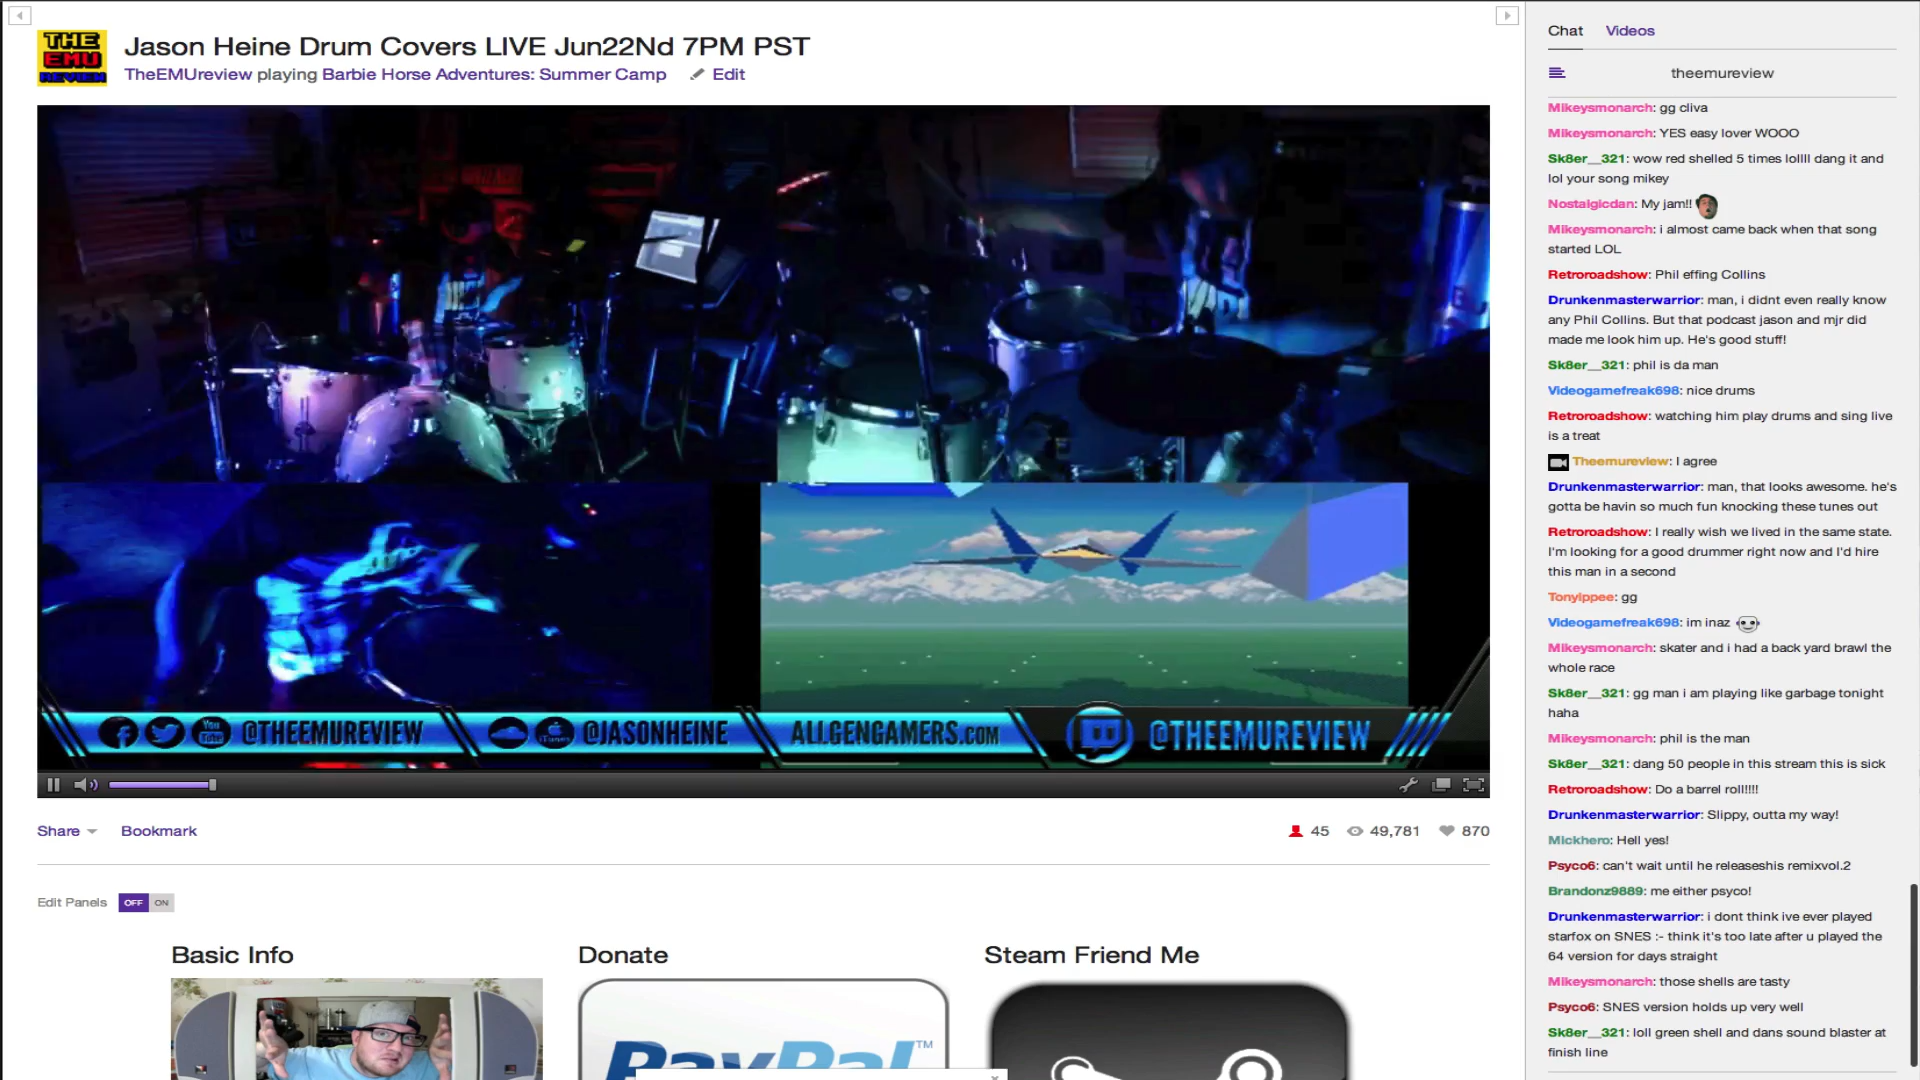 THE
EMU
REVIEW
Jason Heine Drum Covers LIVE Jun22Nd 7PM PST
TheEMUreview playing Barbie Horse Adventures: Summer Camp Edit
You
Tube
@THEEMUREVIEW
iTunes
@JASONHEINE
ALLGENGAMERS.COM
@THEEMUREVIEW
Share Bookmark
45 49,781 870
Edit Panels OFF ON
Basic Info
Donate
Steam Friend Me
PayPal™
Chat Videos
theemureview
Mikeysmonarch: gg cliva
Mikeysmonarch: YES easy lover WOOO
Sk8er__321: wow red shelled 5 times lollll dang it and
lol your song mikey
Nostalgicdan: My jam!!
Mikeysmonarch: i almost came back when that song
started LOL
Retroroadshow: Phil effing Collins
Drunkenmasterwarrior: man, i didnt even really know
any Phil Collins. But that podcast jason and mjr did
made me look him up. He's good stuff!
Sk8er__321: phil is da man
Videogamefreak698: nice drums
Retroroadshow: watching him play drums and sing live
is a treat
Theemureview: I agree
Drunkenmasterwarrior: man, that looks awesome. he's
gotta be havin so much fun knocking these tunes out
Retroroadshow: I really wish we lived in the same state.
I'm looking for a good drummer right now and I'd hire
this man in a second
Tonyippee: gg
Videogamefreak698: im inaz
Mikeysmonarch: skater and i had a back yard brawl the
whole race
Sk8er__321: gg man i am playing like garbage tonight
haha
Mikeysmonarch: phil is the man
Sk8er__321: dang 50 people in this stream this is sick
Retroroadshow: Do a barrel roll!!!!
Drunkenmasterwarrior: Slippy, outta my way!
Mickhero: Hell yes!
Psyco6: can't wait until he releaseshis remixvol.2
Brandonz9889: me either psyco!
Drunkenmasterwarrior: i dont think ive ever played
starfox on SNES :- think it's too late after u played the
64 version for days straight
Mikeysmonarch: those shells are tasty
Psyco6: SNES version holds up very well
Sk8er__321: loll green shell and dans sound blaster at
finish line